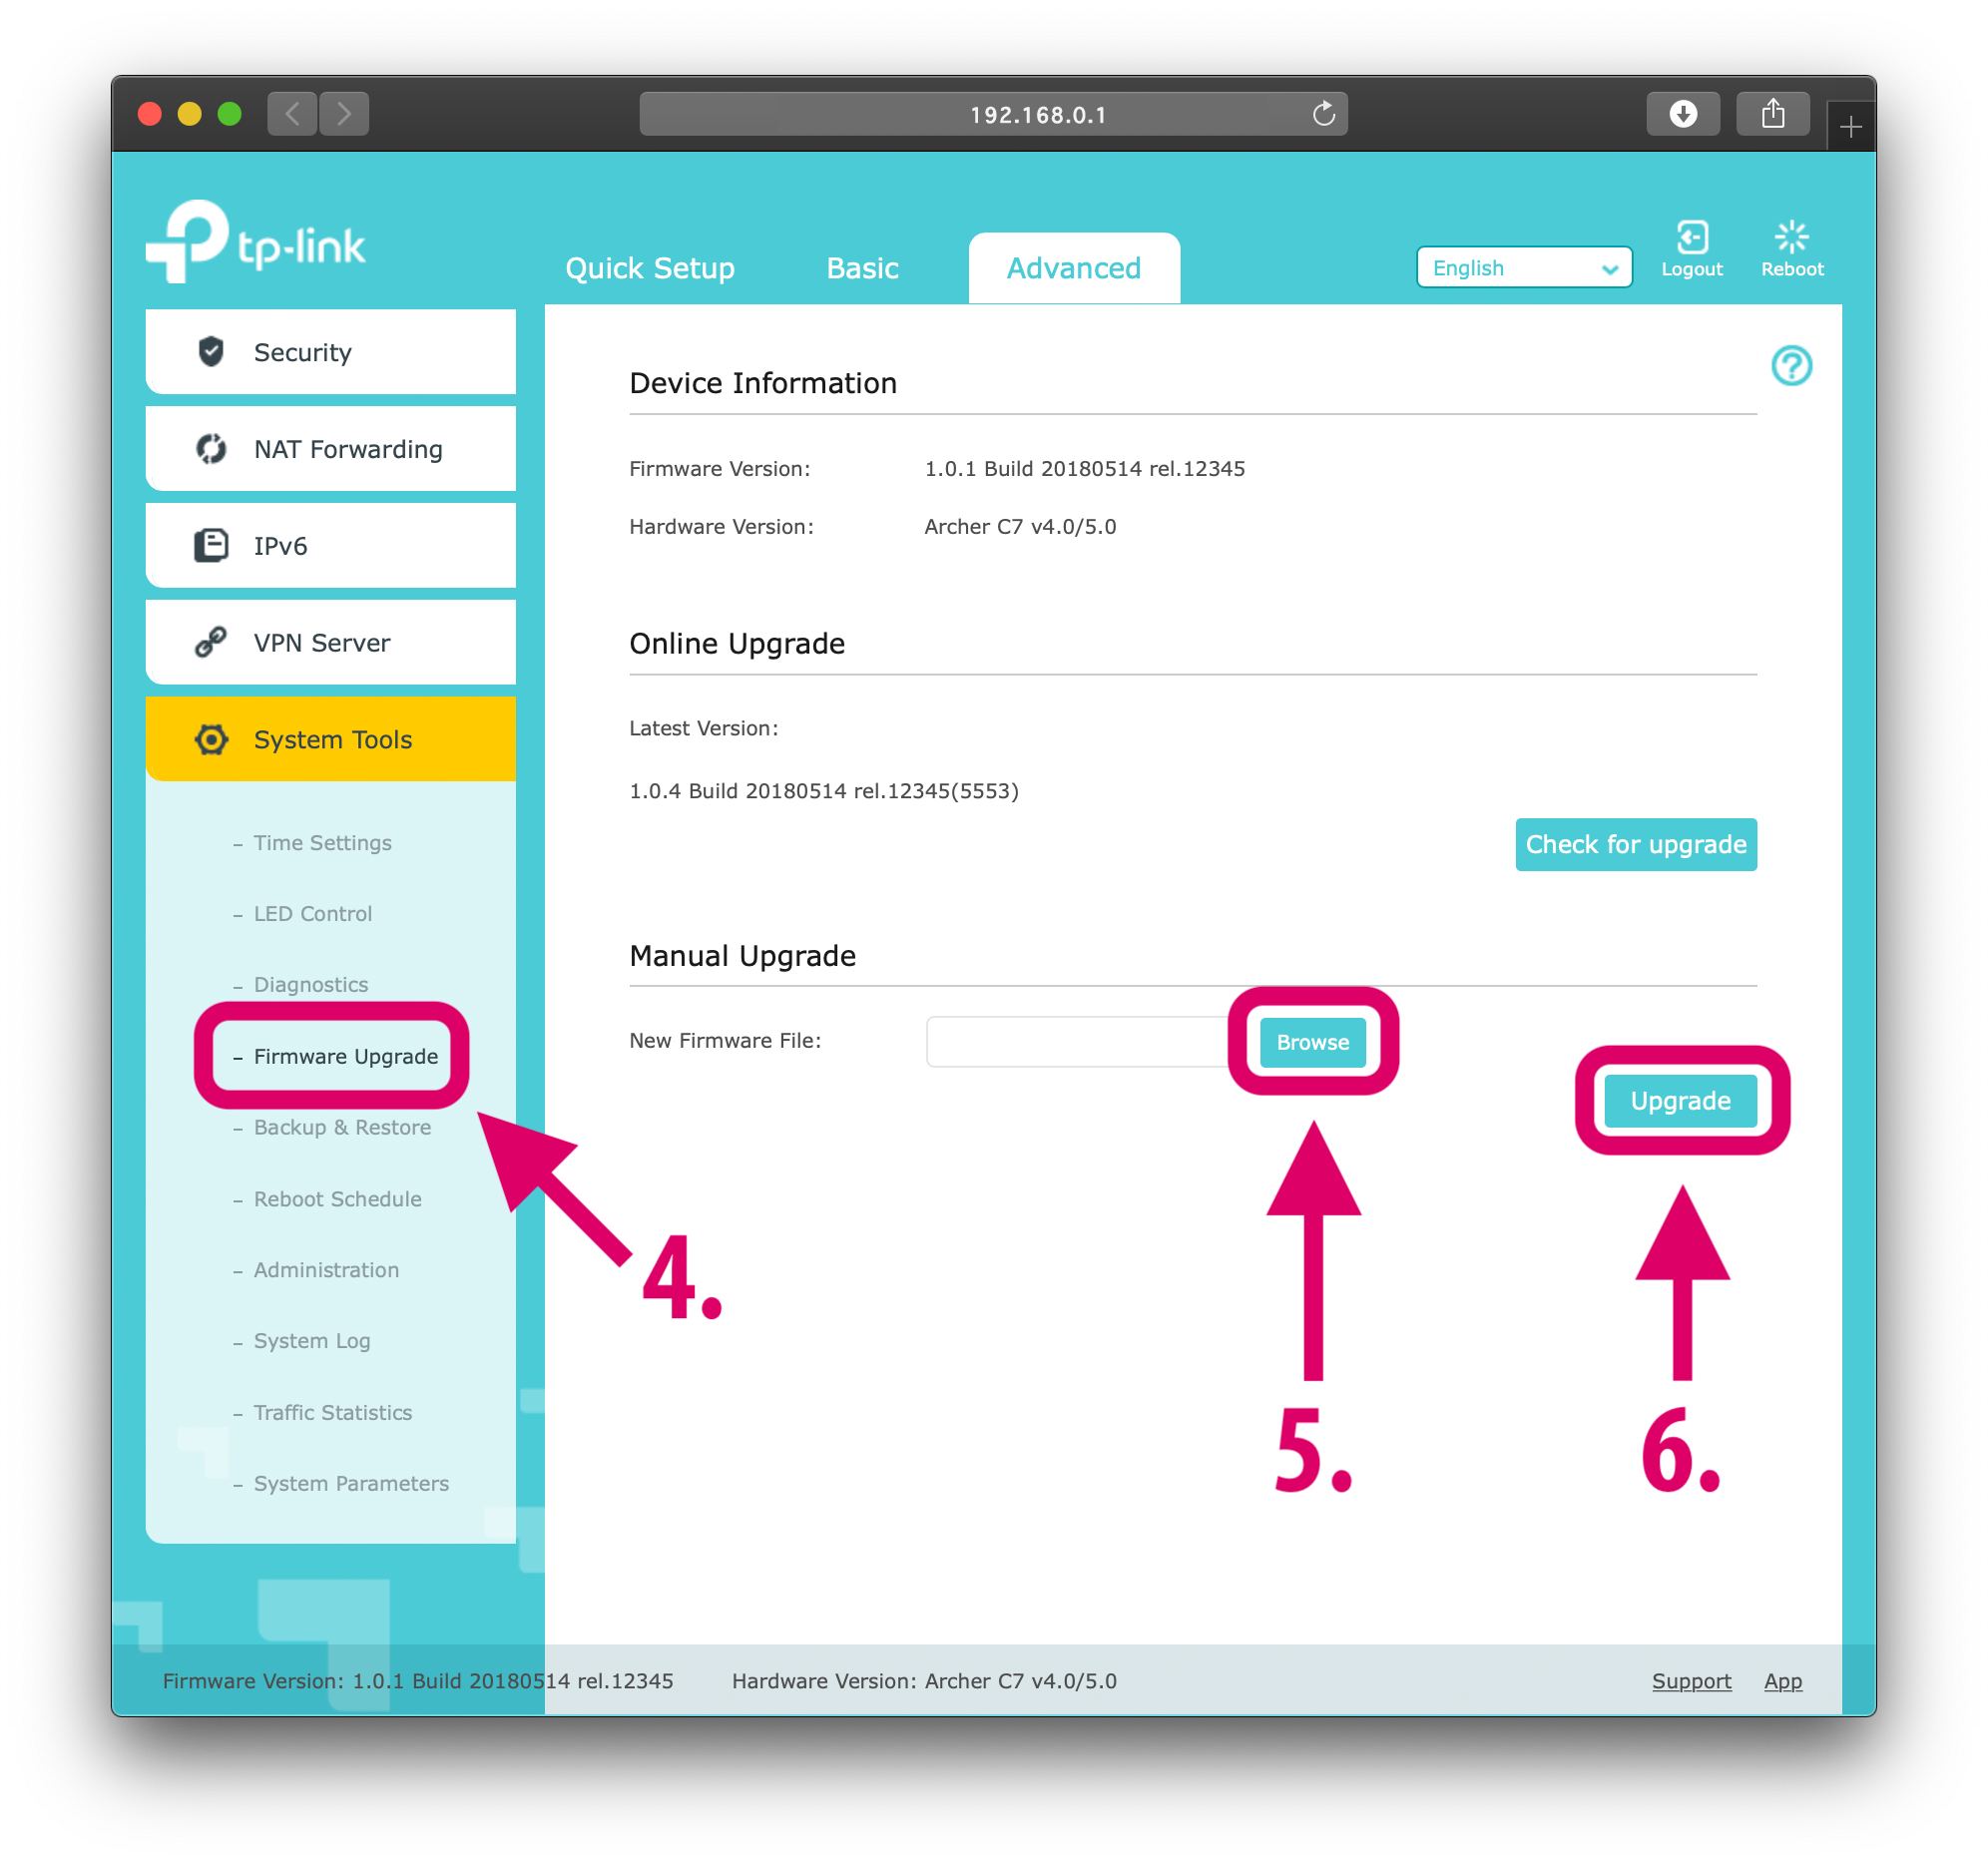 192.168.0.1
tp-link
Quick Setup
Basic
Advanced
English
Logout
Reboot
Security
NAT Forwarding
IPv6
VPN Server
System Tools
– Time Settings
– LED Control
– Diagnostics
– Firmware Upgrade
– Backup & Restore
– Reboot Schedule
– Administration
– System Log
– Traffic Statistics
– System Parameters
Device Information
Firmware Version: 1.0.1 Build 20180514 rel.12345
Hardware Version: Archer C7 v4.0/5.0
Online Upgrade
Latest Version:
1.0.4 Build 20180514 rel.12345(5553)
Check for upgrade
Manual Upgrade
New Firmware File:
Browse
Upgrade
4.
5.
6.
Firmware Version: 1.0.1 Build 20180514 rel.12345 Hardware Version: Archer C7 v4.0/5.0 Support App